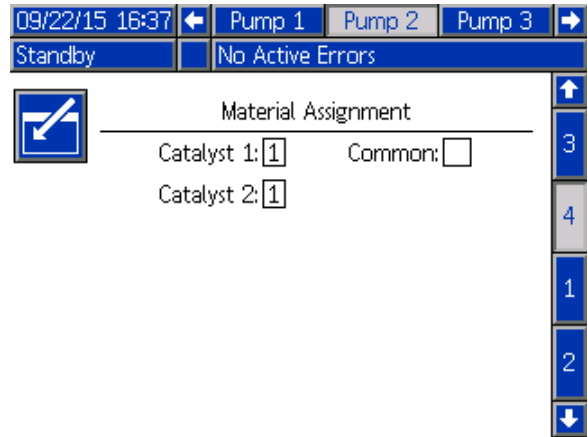 09/22/15 16:37 Pump 1 Pump 2 Pump 3
Standby No Active Errors
Material Assignment
Catalyst 1: 1 Common:
Catalyst 2: 1
3
4
1
2